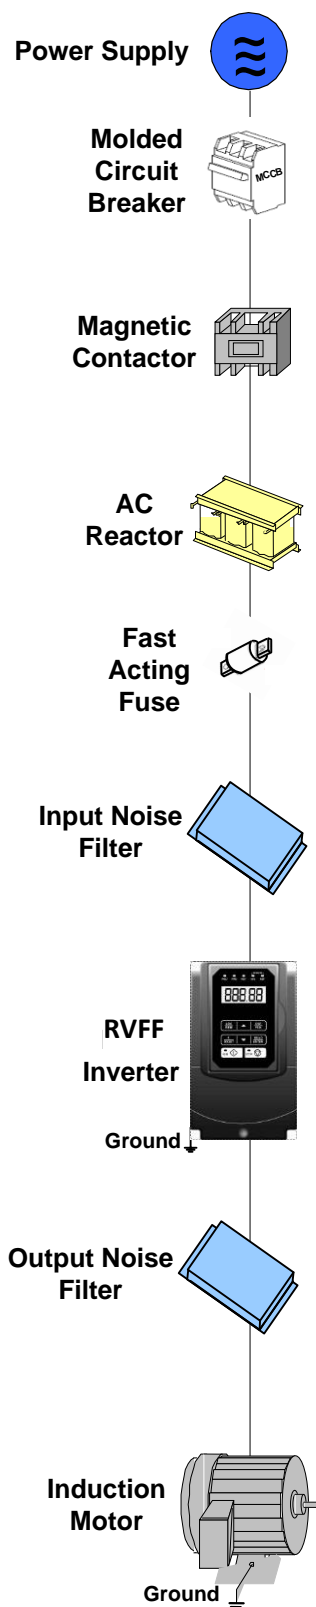 Power Supply
Molded
Circuit
Breaker
MCCB
Magnetic
Contactor
AC
Reactor
Fast
Acting
Fuse
Input Noise
Filter
RVFF
Inverter
Ground
Output Noise
Filter
Induction
Motor
Ground